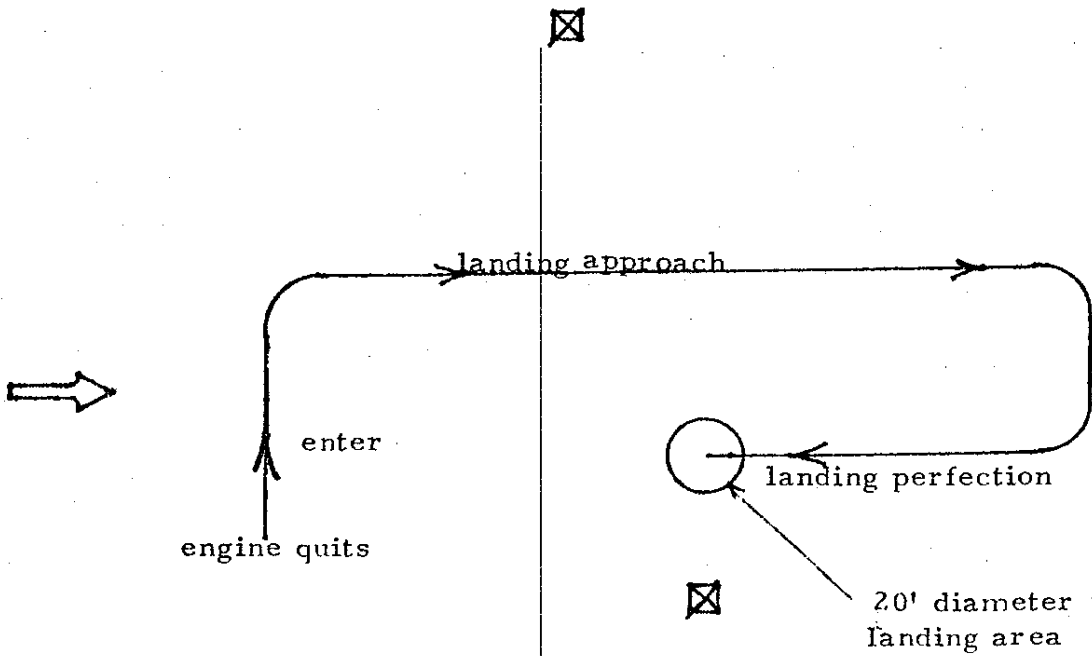 landing approach
enter
landing perfection
engine quits
20' diameter
landing area